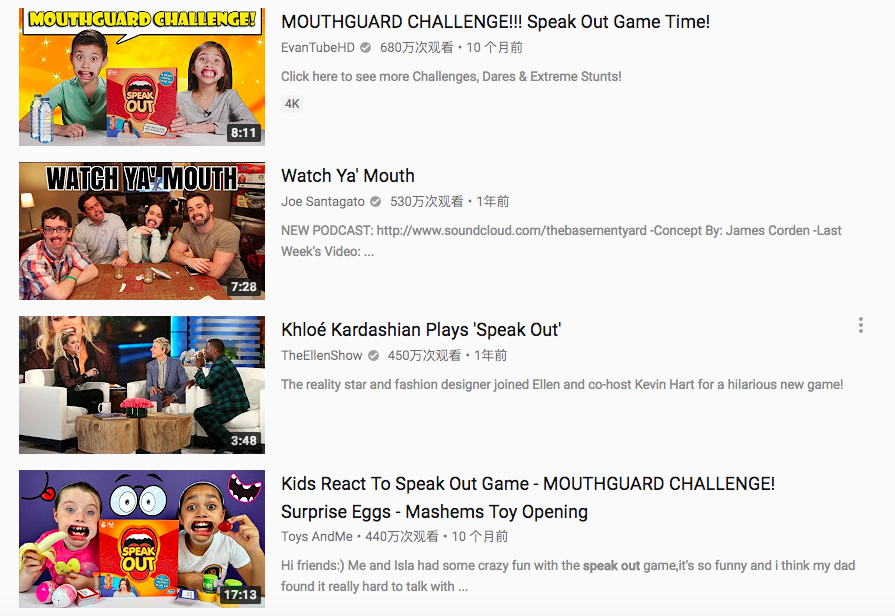 MOUTHGUARD CHALLENGE!
SPEAK
OUT
8:11
MOUTHGUARD CHALLENGE!!! Speak Out Game Time!
EvanTubeHD 680万次观看 • 10 个月前
Click here to see more Challenges, Dares & Extreme Stunts!
4K
WATCH YA' MOUTH
7:28
Watch Ya' Mouth
Joe Santagato 530万次观看 • 1年前
NEW PODCAST: http://www.soundcloud.com/thebasementyard -Concept By: James Corden -Last
Week's Video: ...
3:48
Khloé Kardashian Plays 'Speak Out'
TheEllenShow 450万次观看 • 1年前
The reality star and fashion designer joined Ellen and co-host Kevin Hart for a hilarious new game!
SPEAK
OUT
17:13
Kids React To Speak Out Game - MOUTHGUARD CHALLENGE!
Surprise Eggs - Mashems Toy Opening
Toys AndMe • 440万次观看 • 10 个月前
Hi friends:) Me and Isla had some crazy fun with the speak out game,it's so funny and i think my dad
found it really hard to talk with ...